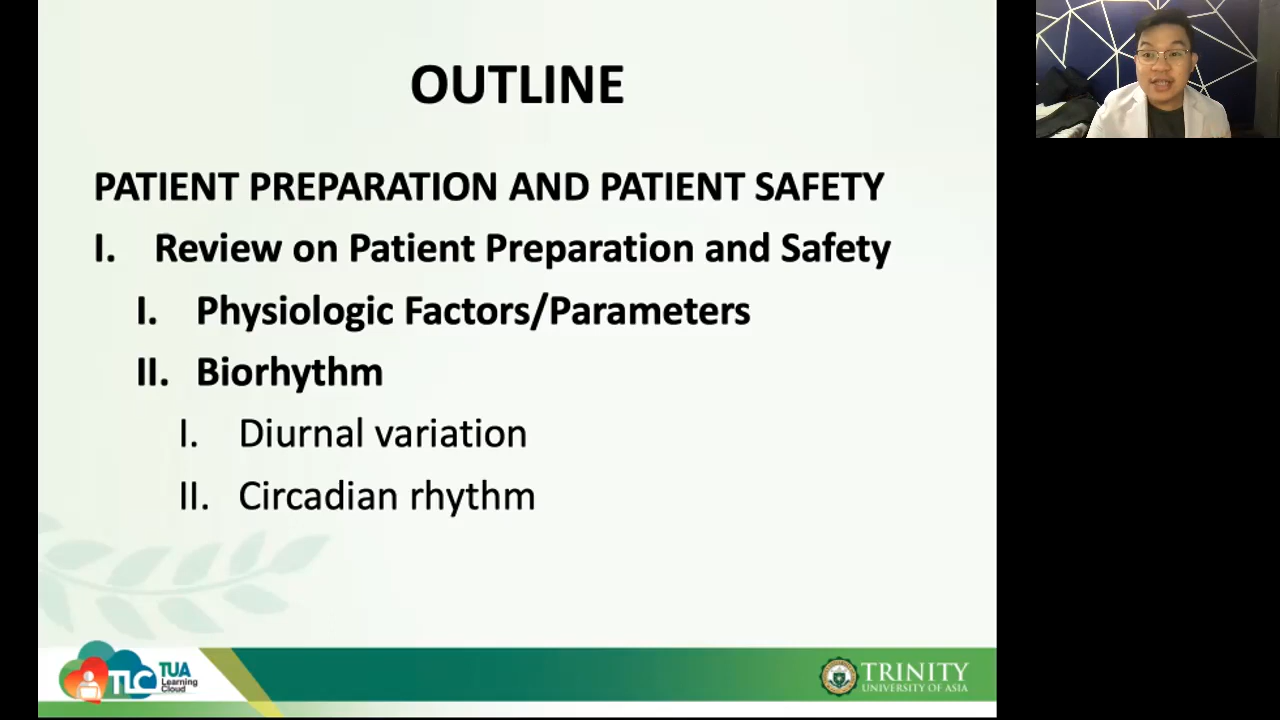 OUTLINE
PATIENT PREPARATION AND PATIENT SAFETY
I. Review on Patient Preparation and Safety
I. Physiologic Factors/Parameters
II. Biorhythm
I. Diurnal variation
II. Circadian rhythm
TLC TUA
Learning
Cloud
TRINITY
UNIVERSITY OF ASIA